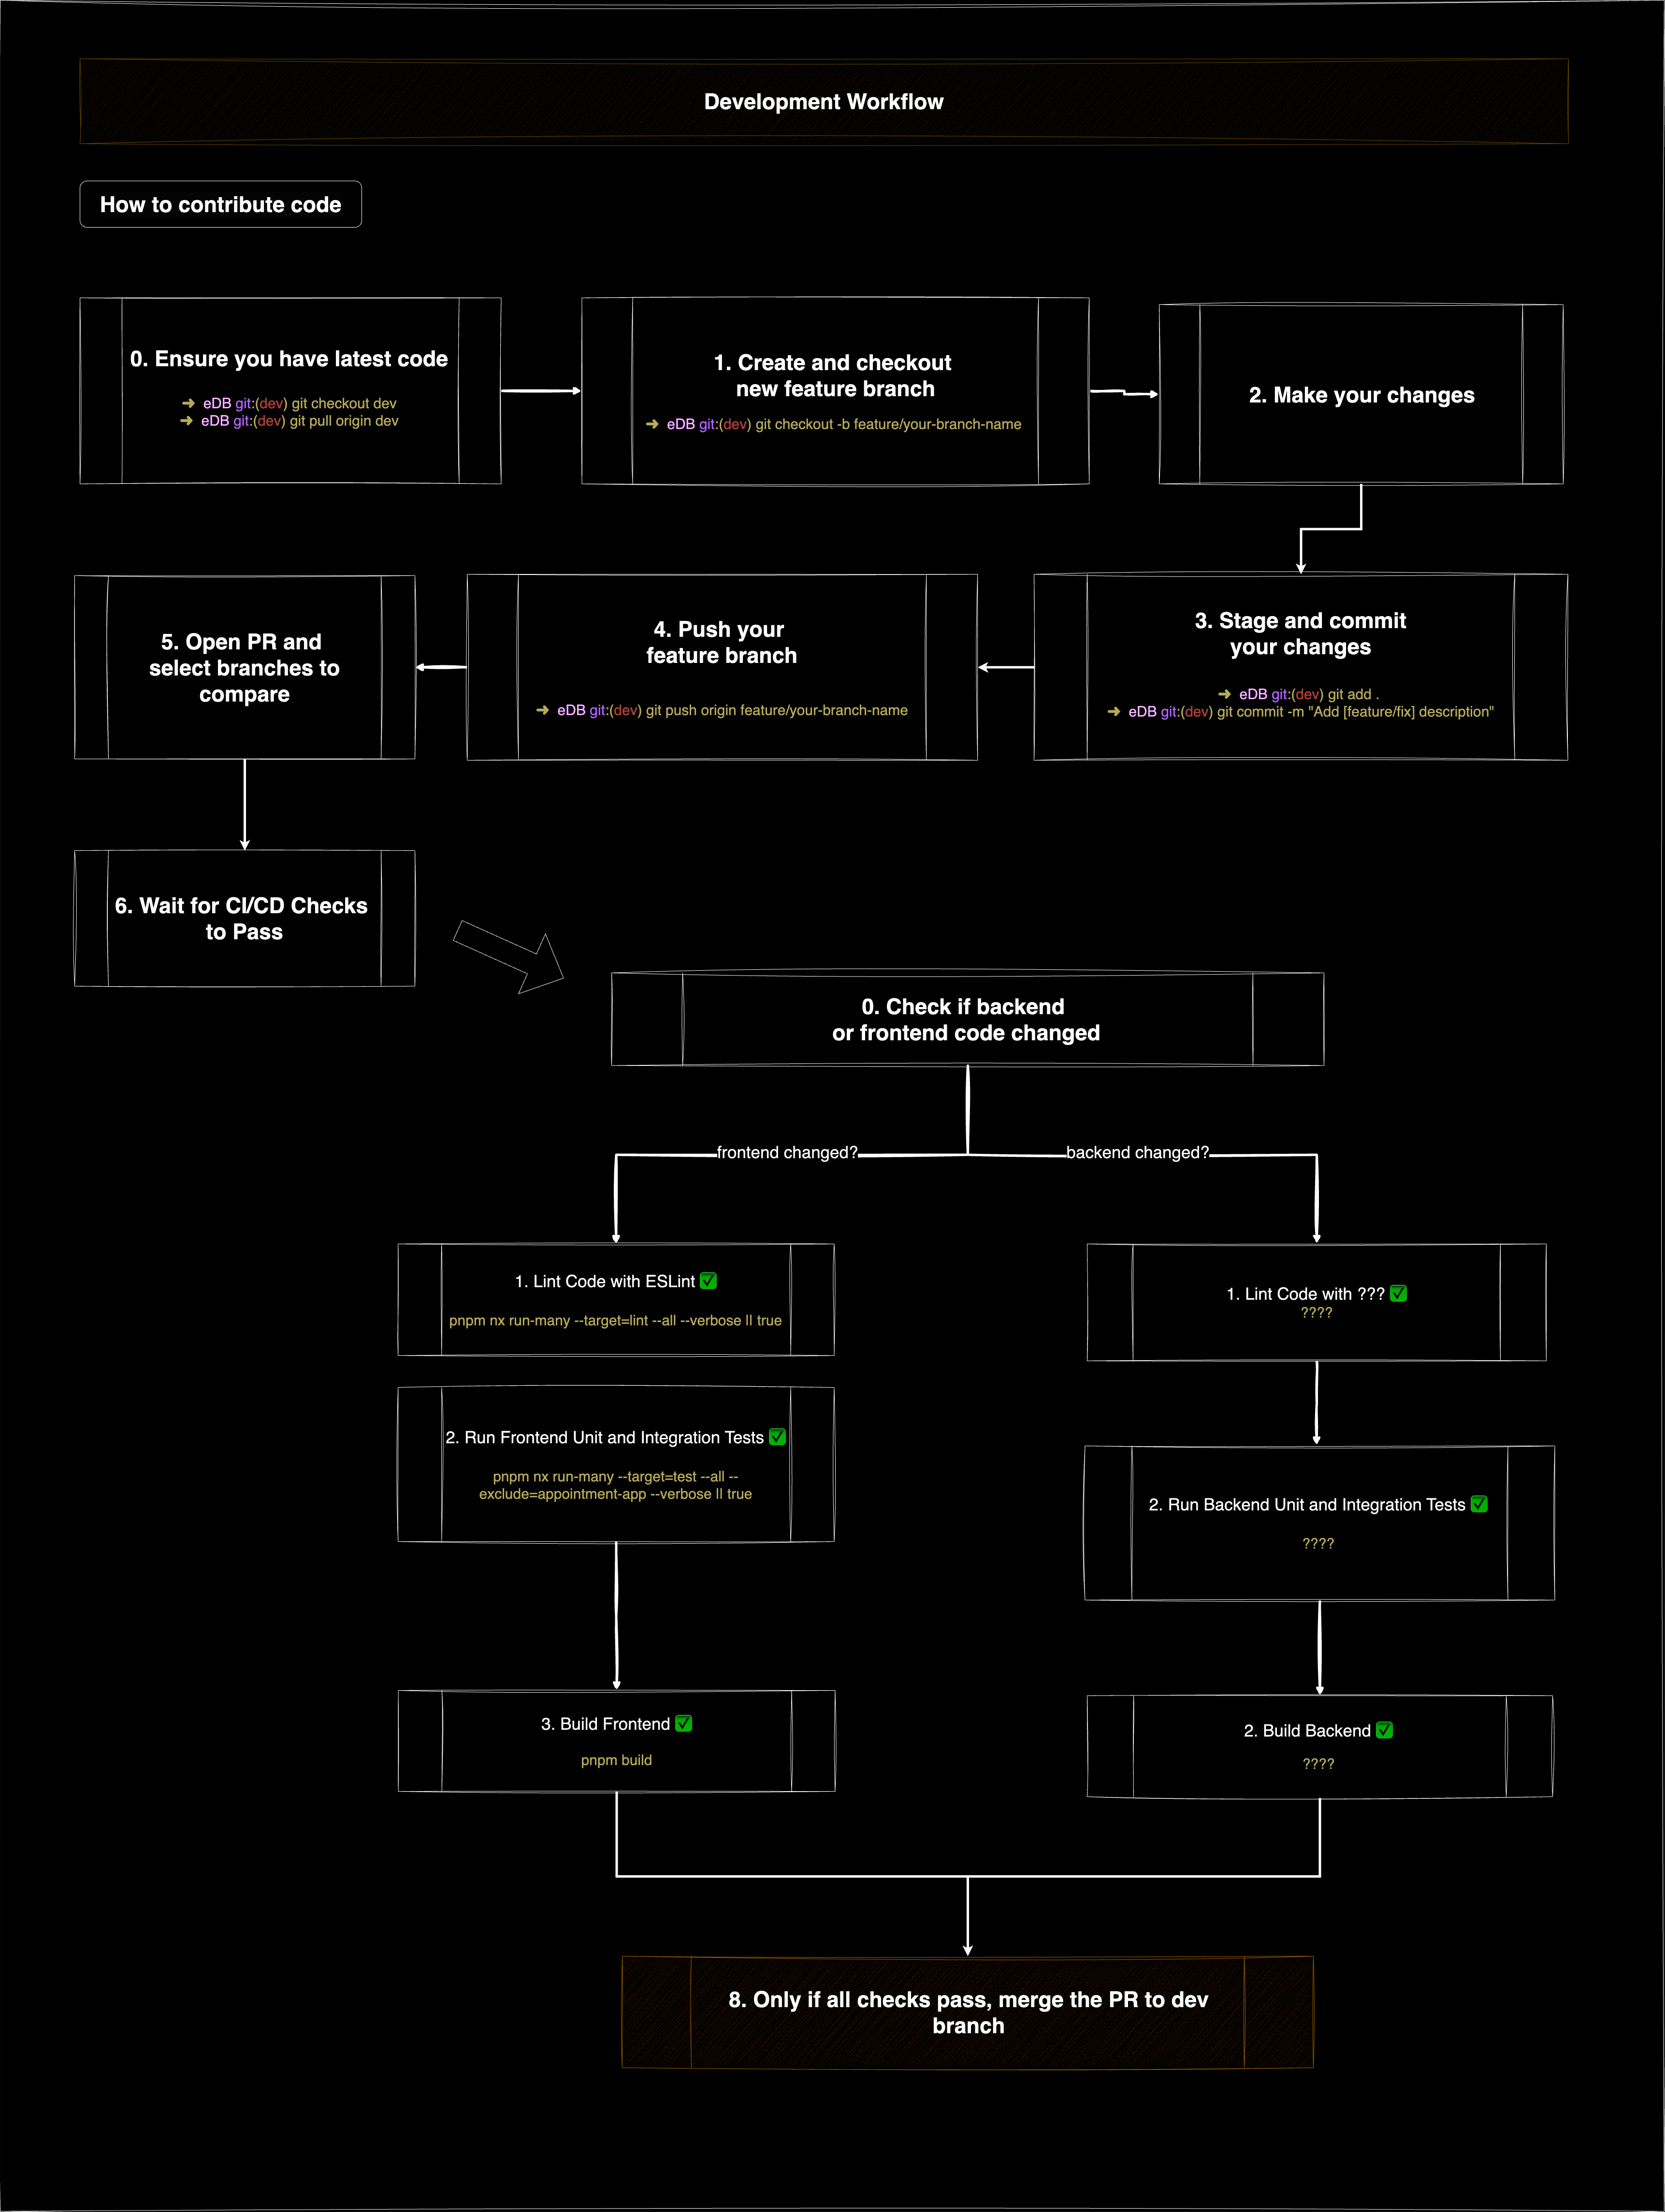 Development Workflow
How to contribute code
0. Ensure you have latest code
➜ eDB git:(dev) git checkout dev
➜ eDB git:(dev) git pull origin dev
1. Create and checkout
new feature branch
➜ eDB git:(dev) git checkout -b feature/your-branch-name
2. Make your changes
3. Stage and commit
your changes
➜ eDB git:(dev) git add .
➜ eDB git:(dev) git commit -m "Add [feature/fix] description"
4. Push your
feature branch
➜ eDB git:(dev) git push origin feature/your-branch-name
5. Open PR and
select branches to
compare
6. Wait for CI/CD Checks
to Pass
0. Check if backend
or frontend code changed
frontend changed?
backend changed?
1. Lint Code with ESLint ✅
pnpm nx run-many --target=lint --all --verbose || true
2. Run Frontend Unit and Integration Tests ✅
pnpm nx run-many --target=test --all --
exclude=appointment-app --verbose || true
3. Build Frontend ✅
pnpm build
1. Lint Code with ??? ✅
????
2. Run Backend Unit and Integration Tests ✅
????
2. Build Backend ✅
????
8. Only if all checks pass, merge the PR to dev
branch